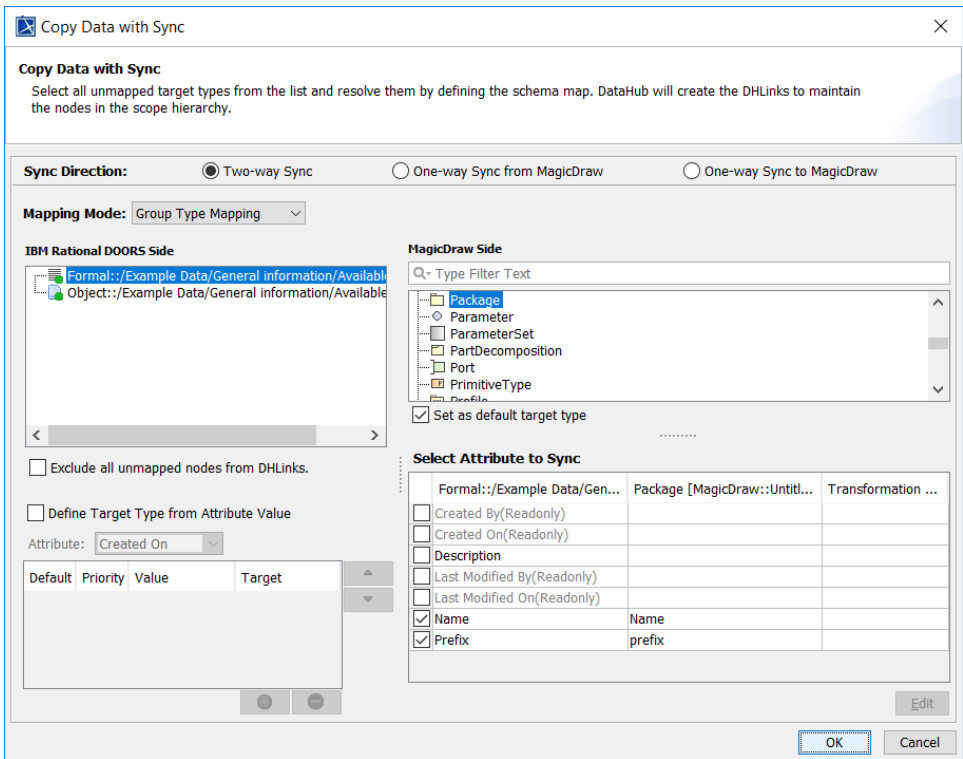 Copy Data with Sync
Copy Data with Sync
Select all unmapped target types from the list and resolve them by defining the schema map. DataHub will create the DHLinks to maintain
the nodes in the scope hierarchy.
Sync Direction: Two-way Sync One-way Sync from MagicDraw One-way Sync to MagicDraw
Mapping Mode: Group Type Mapping
IBM Rational DOORS Side
Formal::/Example Data/General information/Available
Object::/Example Data/General information/Available
Exclude all unmapped nodes from DHLinks.
Define Target Type from Attribute Value
Attribute: Created On
Default Priority Value Target
MagicDraw Side
Type Filter Text
Package
Parameter
ParameterSet
PartDecomposition
Port
PrimitiveType
Profile
Set as default target type
Select Attribute to Sync
Formal::/Example Data/Gen... Package [MagicDraw::Untitl... Transformation ...
Created By(Readonly)
Created On(Readonly)
Description
Last Modified By(Readonly)
Last Modified On(Readonly)
Name Name
Prefix prefix
Edit
OK Cancel